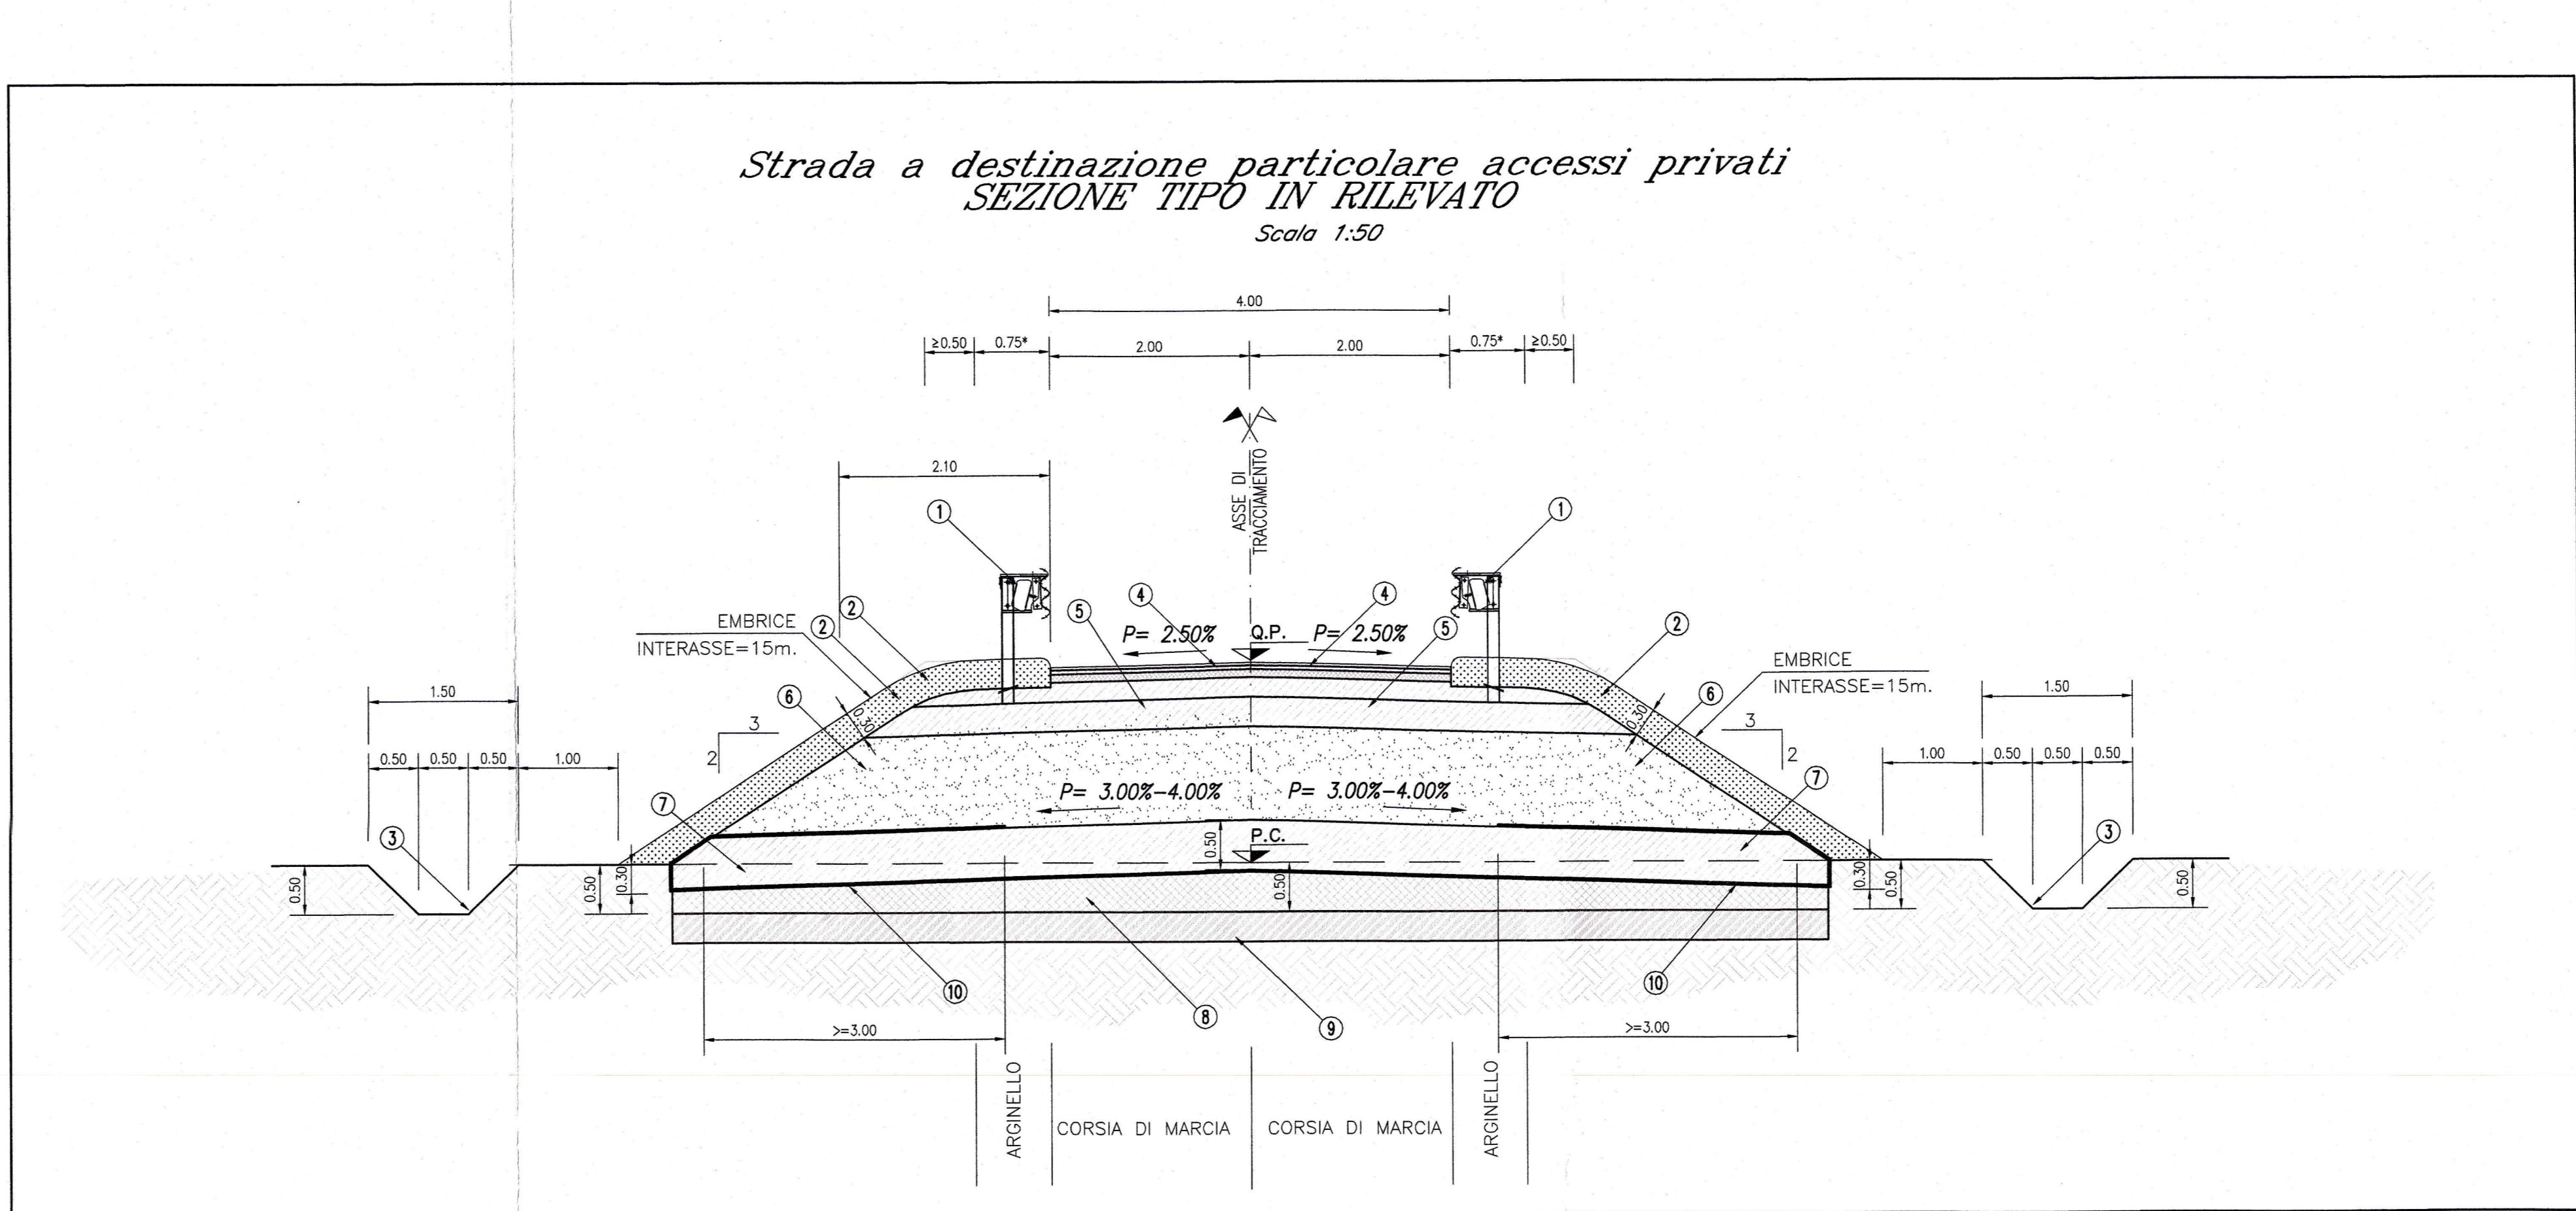 Strada a destinazione particolare accessi privati
SEZIONE TIPO IN RILEVATO
Scala 1:50
4.00
≥0.50 0.75* 2.00 2.00 0.75* ≥0.50
2.10
ASSE DI
TRACCIAMENTO
1 1
2 4 4
EMBRICE 2 5 5 2
INTERASSE=15m.
P= 2.50% Q.P. P= 2.50%
EMBRICE
INTERASSE=15m.
1.50 6 6 1.50
0.30 0.30
3 3
2 2
0.50 0.50 0.50 1.00 1.00 0.50 0.50 0.50
7 P= 3.00%-4.00% P= 3.00%-4.00% 7
3 P.C. 3
0.50
0.50 0.50 0.30 0.50 0.30 0.50 0.50
10 8 9 10
>=3.00 >=3.00
ARGINELLO CORSIA DI MARCIA CORSIA DI MARCIA ARGINELLO